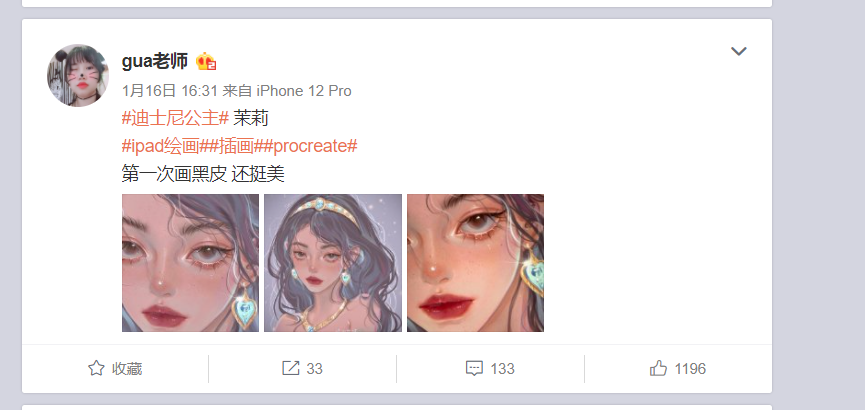 gua老师
1月16日 16:31 来自 iPhone 12 Pro
#迪士尼公主# 茉莉
#ipad绘画##插画##procreate#
第一次画黑皮 还挺美
收藏 33 133 1196